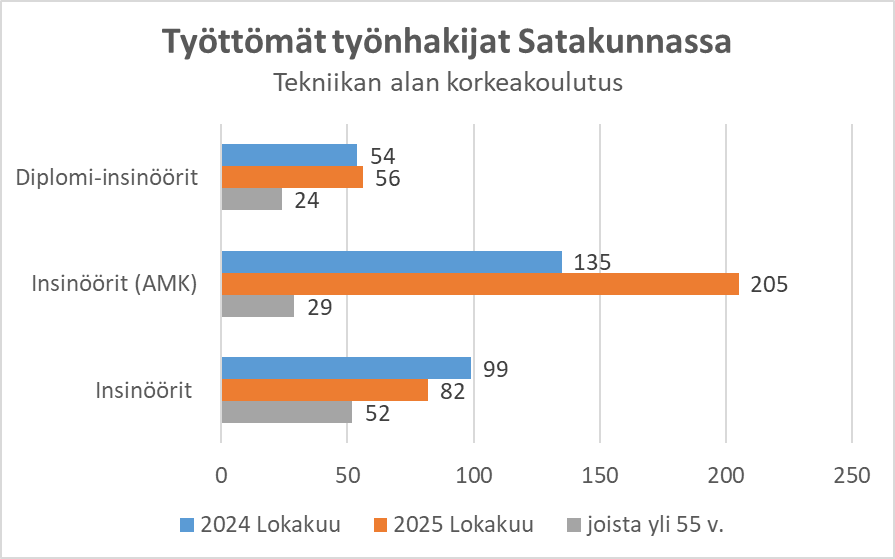 Työttömät työnhakijat Satakunnassa
Tekniikan alan korkeakoulutus
Diplomi-insinöörit
54
56
24
Insinöörit (AMK)
135
205
29
Insinöörit
99
82
52
0 50 100 150 200 250
2024 Lokakuu 2025 Lokakuu joista yli 55 v.